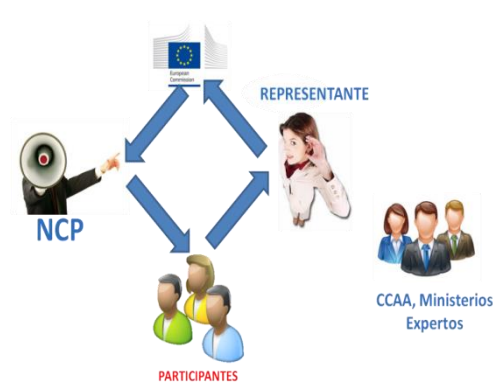 European
Commission
REPRESENTANTE
NCP
CCAA, Ministerios
Expertos
PARTICIPANTES